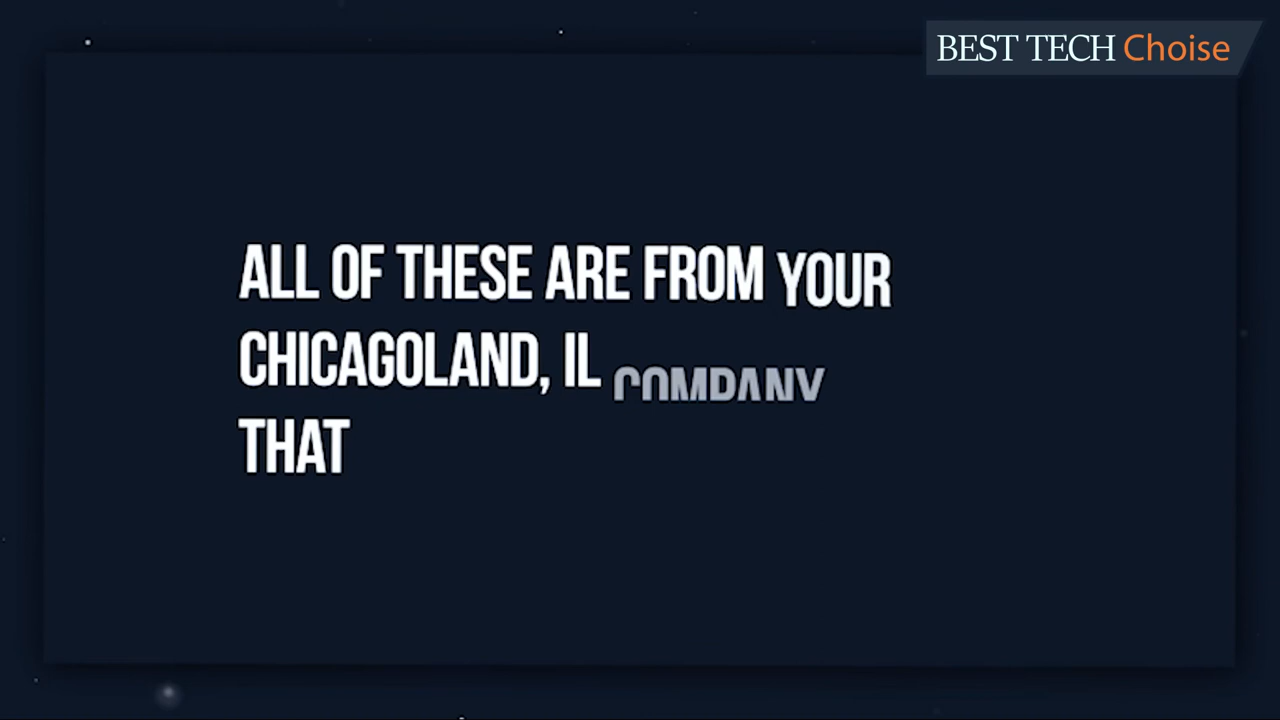 BEST TECH Choise
ALL OF THESE ARE FROM YOUR
CHICAGOLAND, IL COMPANY
THAT